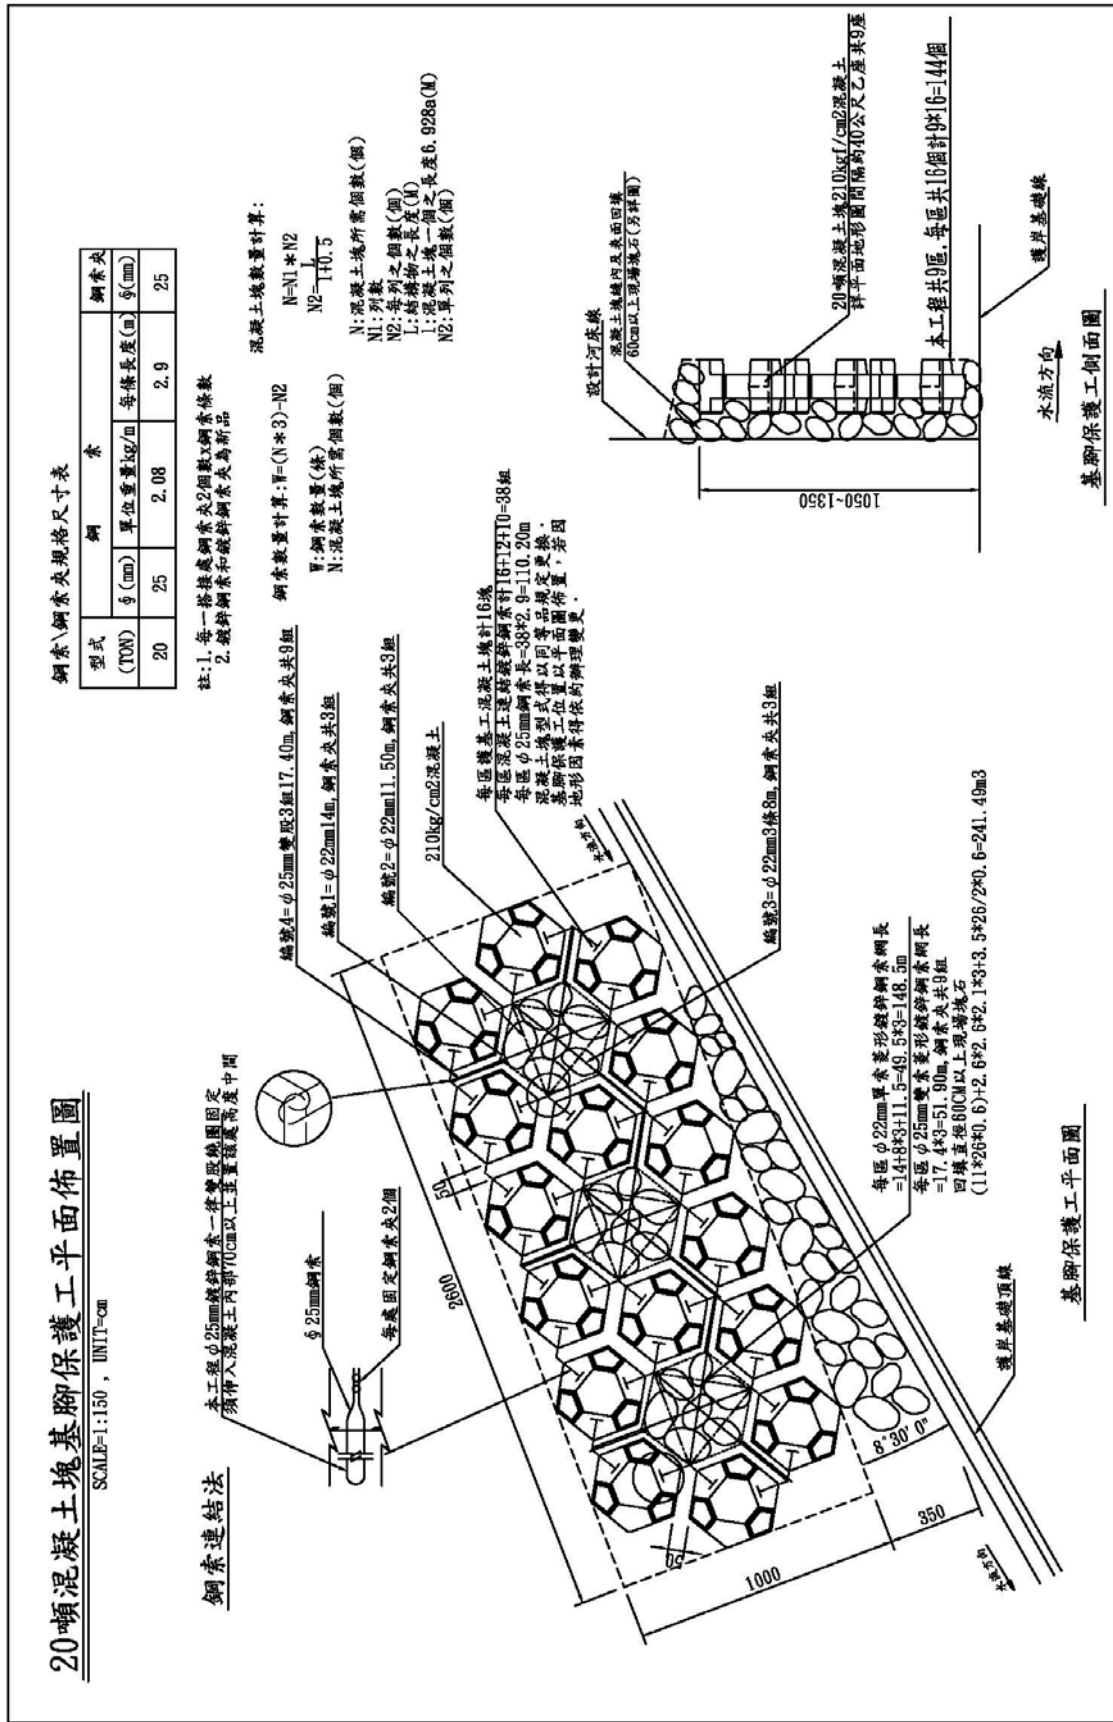 20噸混凝土塊基腳保護工平面佈置圖
SCALE=1:150 , UNIT=cm
鋼索連結法
本工程φ25mm鍍鋅鋼索一律雙股繞圈固定
須伸入混凝土內部70cm以上並置該處高度中間
φ25mm鋼索
每處固定鋼索夾2個
鋼索\鋼索夾規格尺寸表
型式
(TON)
鋼 索
鋼索夾
φ(mm)
單位重量kg/m
每條長度(m)
φ(mm)
20
25
2.08
2.9
25
註:1.每一搭接處鋼索夾2個數x鋼索條數
2.鍍鋅鋼索和鍍鋅鋼索夾為新品
鋼索數量計算:W=(N*3)-N2
W:鋼索數量(條)
N:混凝土塊所需個數(個)
混凝土塊數量計算:
N=N1*N2
N2=L/1+0.5
N:混凝土塊所需個數(個)
N1:列數
N2:每列之個數(個)
L:結構物之長度(M)
l:混凝土塊一個之長度6.928a(M)
N2:單列之個數(個)
編號4=φ25mm雙股3組17.40m,鋼索夾共9組
編號1=φ22mm14m,鋼索夾共3組
編號2=φ22mm11.50m,鋼索夾共3組
210kg/cm2混凝土
每區護基工混凝土塊計16塊
每區混凝土連結鍍鋅鋼索計16+12+10=38組
每區φ25mm鋼索長=38*2.9=110.20m
混凝土塊型式得以同等品規定更換.
基腳保護工位置以平面圖佈置，若因
地形因素得依約辦理變更.
水流方向
編號3=φ22mm3條8m,鋼索夾共3組
2600
50
50
1000
350
8°30'0"
水流方向
每區φ22mm單索菱形鍍鋅鋼索網長
=14+8*3+11.5=49.5*3=148.5m
每區φ25mm雙索菱形鍍鋅鋼索網長
=17.4*3=51.90m,鋼索夾共9組
回填直徑60CM以上現場塊石
(11*26*0.6)+2.6*2.6*2.1*3+3.5*26/2*0.6=241.49m3
護岸基礎頂線
基腳保護工平面圖
設計河床線
混凝土塊縫內及表面回填
60cm以上現場塊石(另詳圖)
20噸混凝土塊210kgf/cm2混凝土
詳平面地形圖間隔約40公尺乙座共9座
本工程共9區,每區共16個計9*16=144個
1050~1350
護岸基礎線
水流方向
基腳保護工側面圖